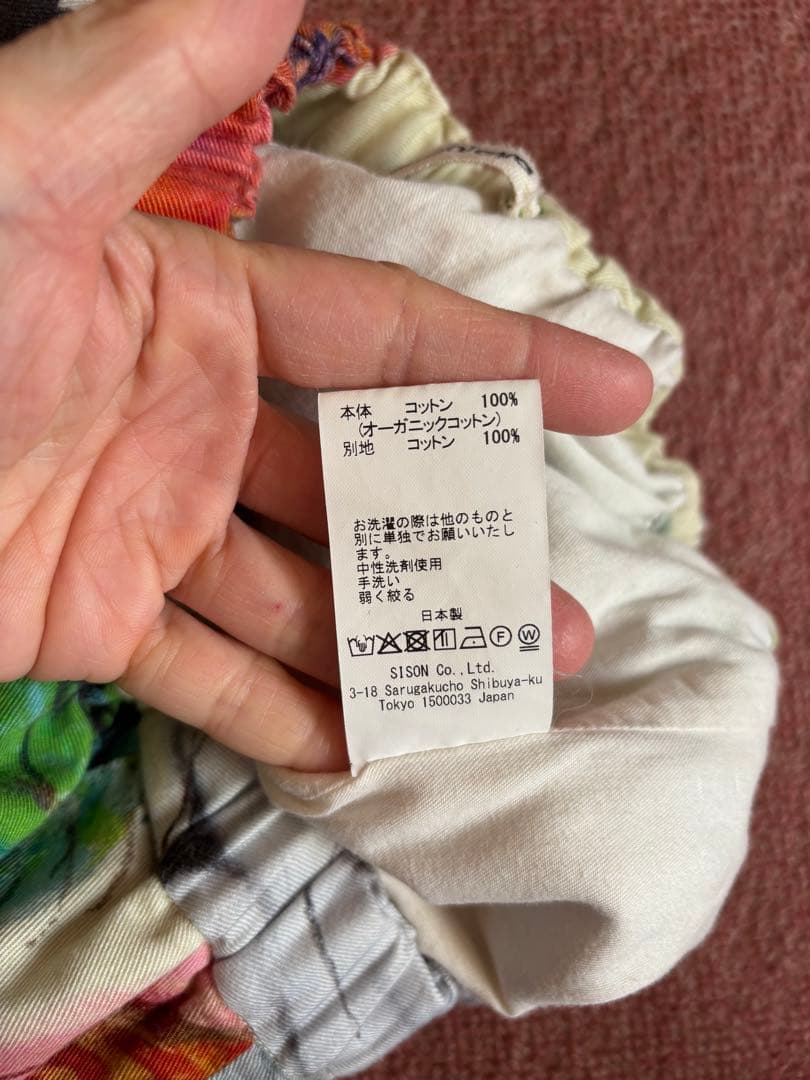 本体 コットン 100%
(オーガニックコットン)
別地 コットン 100%
お洗濯の際は他のものと
別に単独でお願いいたし
ます。
中性洗剤使用
手洗い
弱く絞る
日本製
F W
SISON Co.,Ltd.
3-18 Sarugakucho Shibuya-ku
Tokyo 1500033 Japan